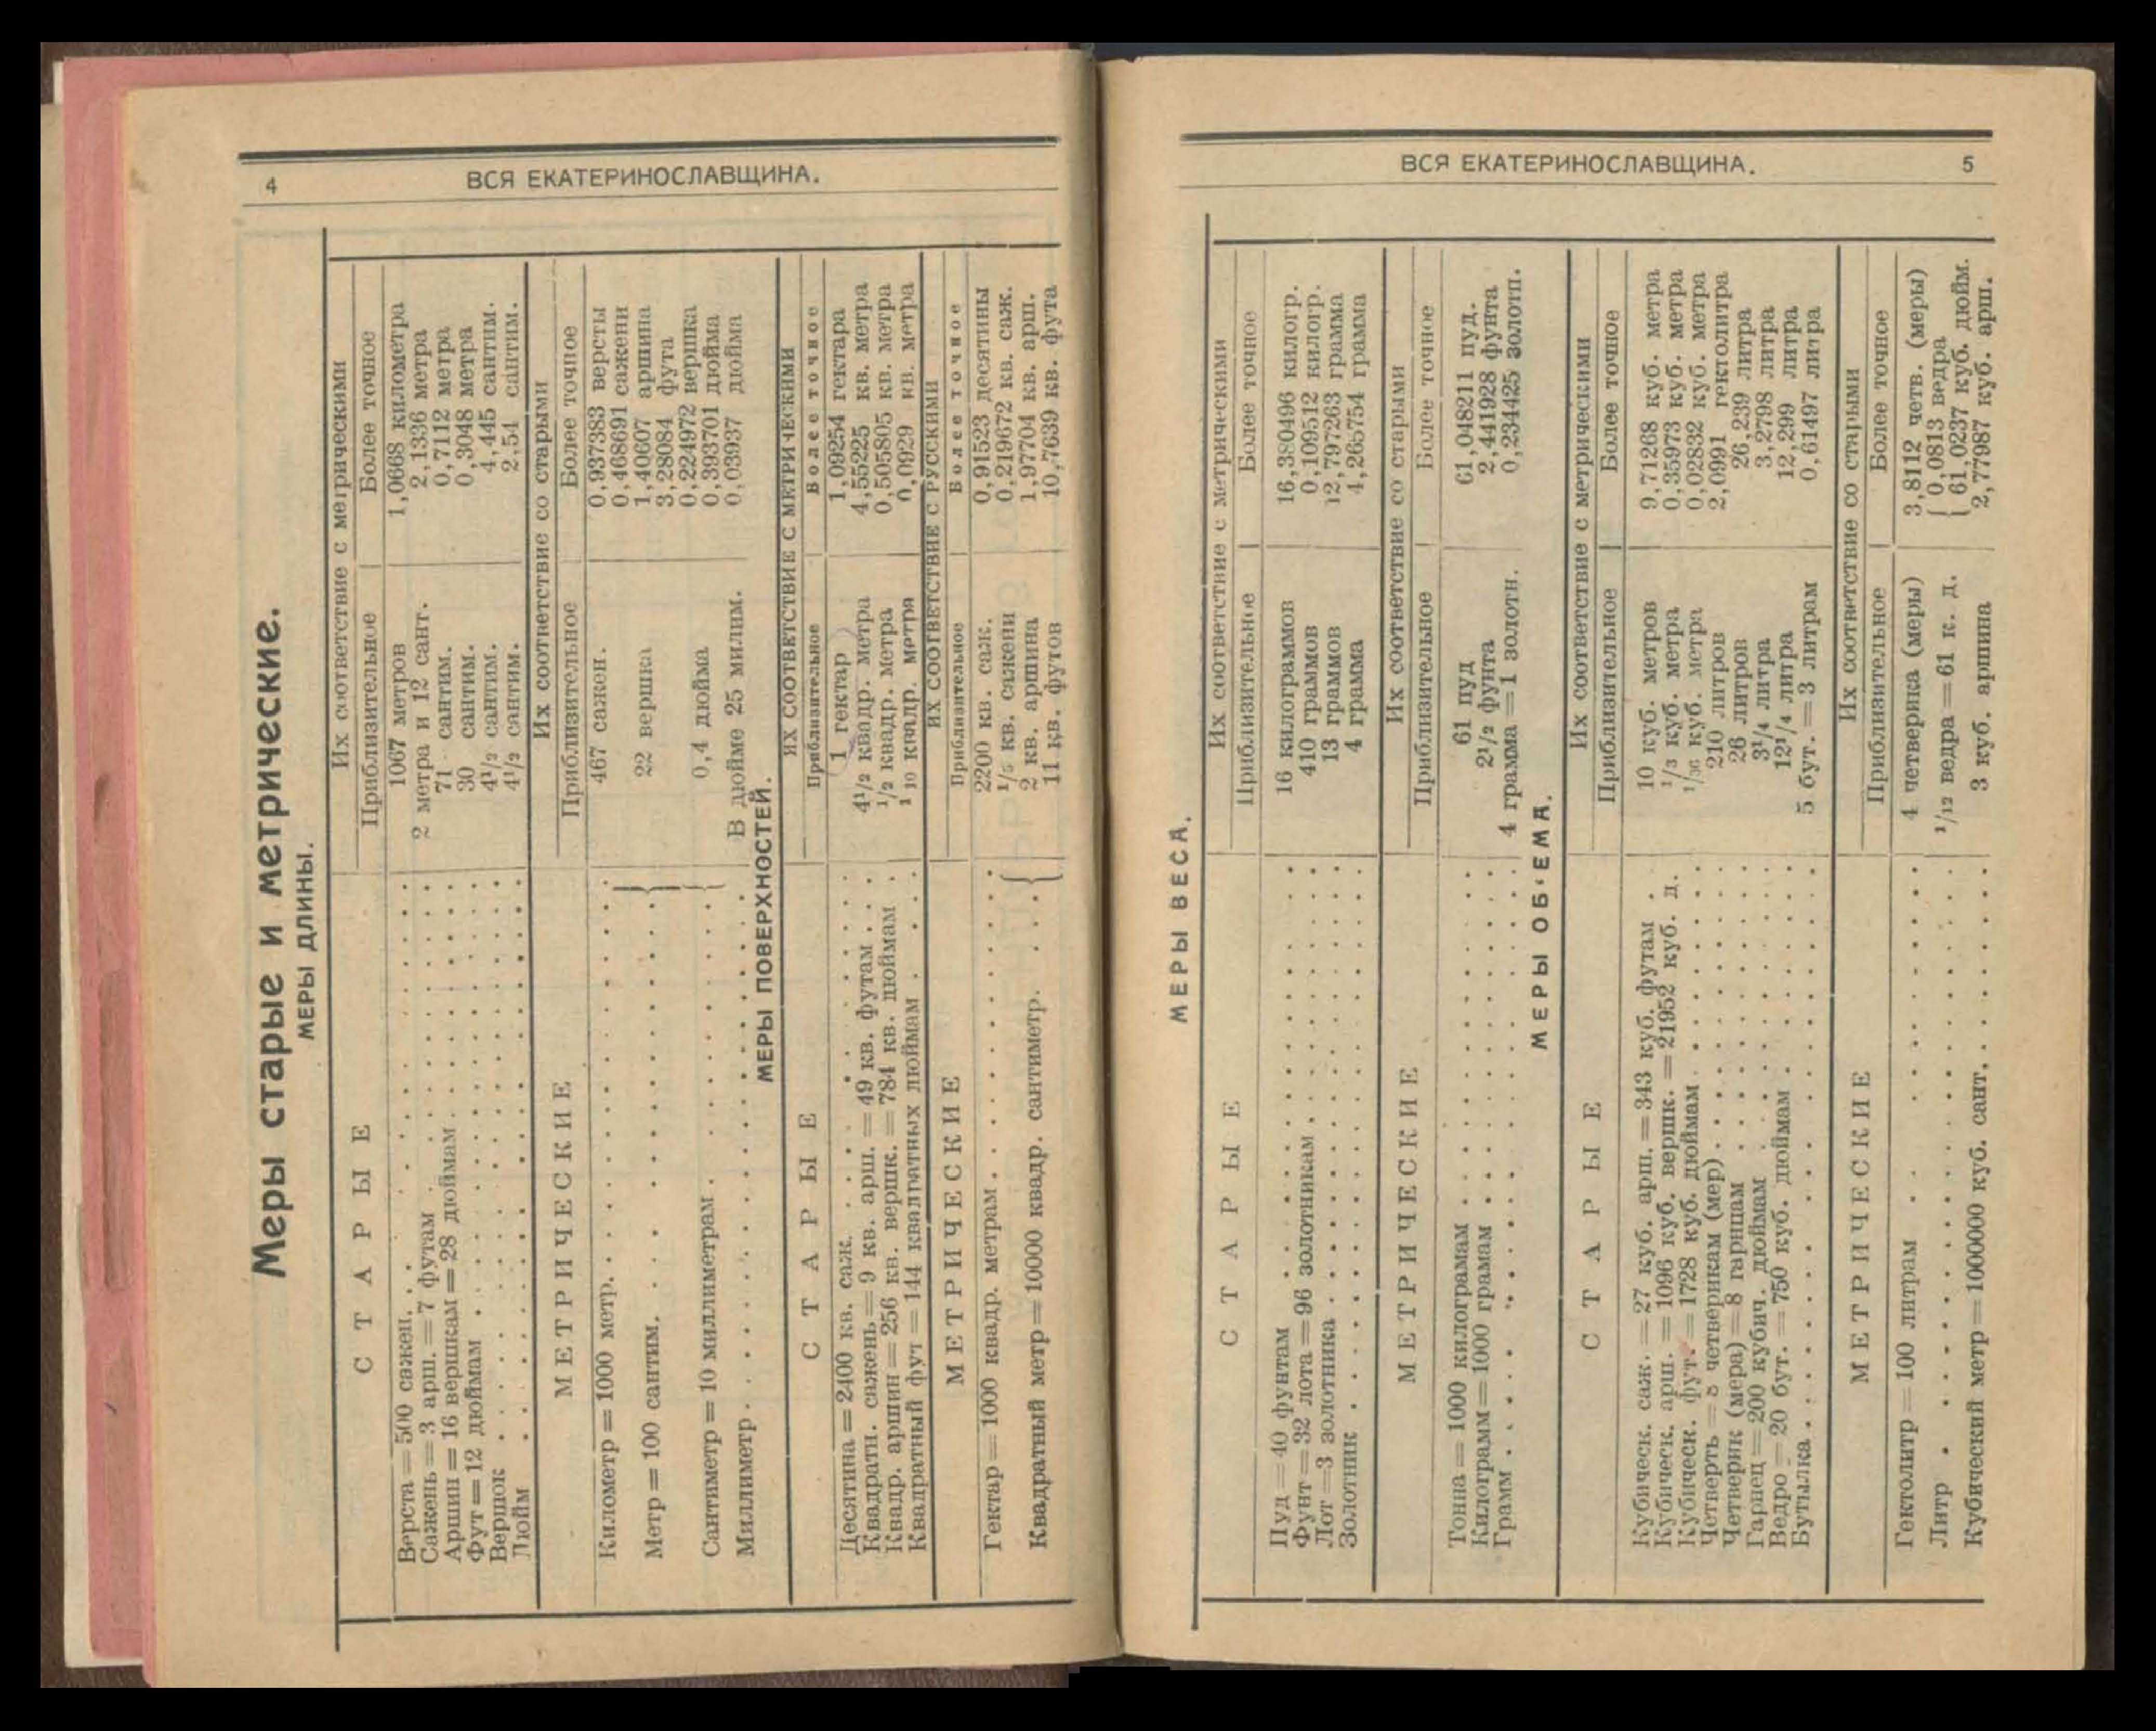 4
ВСЯ ЕКАТЕРИНОСЛАВЩИНА.
Меры старые и метрические.
МЕРЫ ДЛИНЫ.
СТАРЫЕ
Их соответствие с метрическими
Приблизительное
Более точное
Верста = 500 сажен. 1067 метров 1,0668 километра
Сажень = 3 арш. = 7 футам 2 метра и 12 сант. 2,1336 метра
Аршин = 16 вершкам = 28 дюймам 71 сантим. 0,7112 метра
Фут = 12 дюймам 30 сантим. 0,3048 метра
Вершок 4 1/2 сантим. 4,445 сантим.
Дюйм 4 1/2 сантим. 2,54 сантим.
МЕТРИЧЕСКИЕ
Их соответствие со старыми
Приблизительное
Более точное
Километр = 1000 метр. 467 сажен. 0,937383 версты
0,468691 сажени
Метр = 100 сантим. 22 вершка 1,40607 аршина
3,28084 фута
0,224972 вершка
Сантиметр = 10 миллиметрам 0,4 дюйма 0,393701 дюйма
Миллиметр В дюйме 25 милим. 0,03937 дюйма
МЕРЫ ПОВЕРХНОСТЕЙ.
СТАРЫЕ
ИХ СООТВЕТСТВИЕ С МЕТРИЧЕСКИМИ
Приблизительное
Более точное
Десятина = 2400 кв. саж. 1 гектар 1,09254 гектара
Квадратн. сажень = 9 кв. арш. = 49 кв. футам 4 1/2 квадр. метра 4,55225 кв. метра
Квадр. аршин = 256 кв. вершк. = 784 кв. дюймам 1/2 квадр. метра 0,505805 кв. метра
Квадратный фут = 144 квадратных дюймам 1/10 квадр. метра 0,0929 кв. метра
МЕТРИЧЕСКИЕ
ИХ СООТВЕТСТВИЕ С РУССКИМИ
Приблизительное
Более точное
Гектар = 1000 квадр. метрам 2200 кв. саж. 0,91523 десятины
1/5 кв. сажени 0,219672 кв. саж.
Квадратный метр = 10000 квадр. сантиметр. 2 кв. аршина 1,97704 кв. арш.
11 кв. футов 10,7639 кв. фута
ВСЯ ЕКАТЕРИНОСЛАВЩИНА.
5
МЕРЫ ВЕСА.
СТАРЫЕ
Их соответствие с метрическими
Приблизительное
Более точное
Пуд = 40 фунтам 16 килограммов 16,380496 килогр.
Фунт = 32 лота = 96 золотникам 410 граммов 0,109512 килогр.
Лот = 3 золотника 13 граммов 12,797263 грамма
Золотник 4 грамма 4,265754 грамма
МЕТРИЧЕСКИЕ
Их соответствие со старыми
Приблизительное
Более точное
Тонна = 1000 килограмам 61 пуд 61,048211 пуд.
Килограмм = 1000 грамам 2 1/2 фунта 2,441928 фунта
Грамм 4 грамма = 1 золотн. 0,234425 золотп.
МЕРЫ ОБ'ЕМА.
СТАРЫЕ
Их соответствие с метрическими
Приблизительное
Более точное
Кубическ. саж. = 27 куб. арш. = 343 куб. футам 10 куб. метров 9,71268 куб. метра
Кубическ. арш. = 1096 куб. вершк. = 21952 куб. д. 1/3 куб. метра 0,35973 куб. метра
Кубическ. фут. = 1728 куб. дюймам 1/36 куб. метра 0,02832 куб. метра
Четверть = 8 четверикам (мер) 210 литров 2,0991 гектолитра
Четверик (мера) = 8 гарнцам 26 литров 26,239 литра
Гарнец = 200 кубич. дюймам 3 1/4 литра 3,2798 литра
Ведро = 20 бут. = 750 куб. дюймам 12 1/4 литра 12,299 литра
Бутылка 5 бут. = 3 литрам 0,61497 литра
МЕТРИЧЕСКИЕ
Их соответствие со старыми
Приблизительное
Более точное
Гектолитр = 100 литрам 4 четверика (меры) 3,8112 четв. (меры)
Литр 1/12 ведра = 61 к. д. 0,0813 ведра
61,0237 куб. дюйм.
Кубический метр = 1000000 куб. сант. 3 куб. аршина 2,77987 куб. арш.